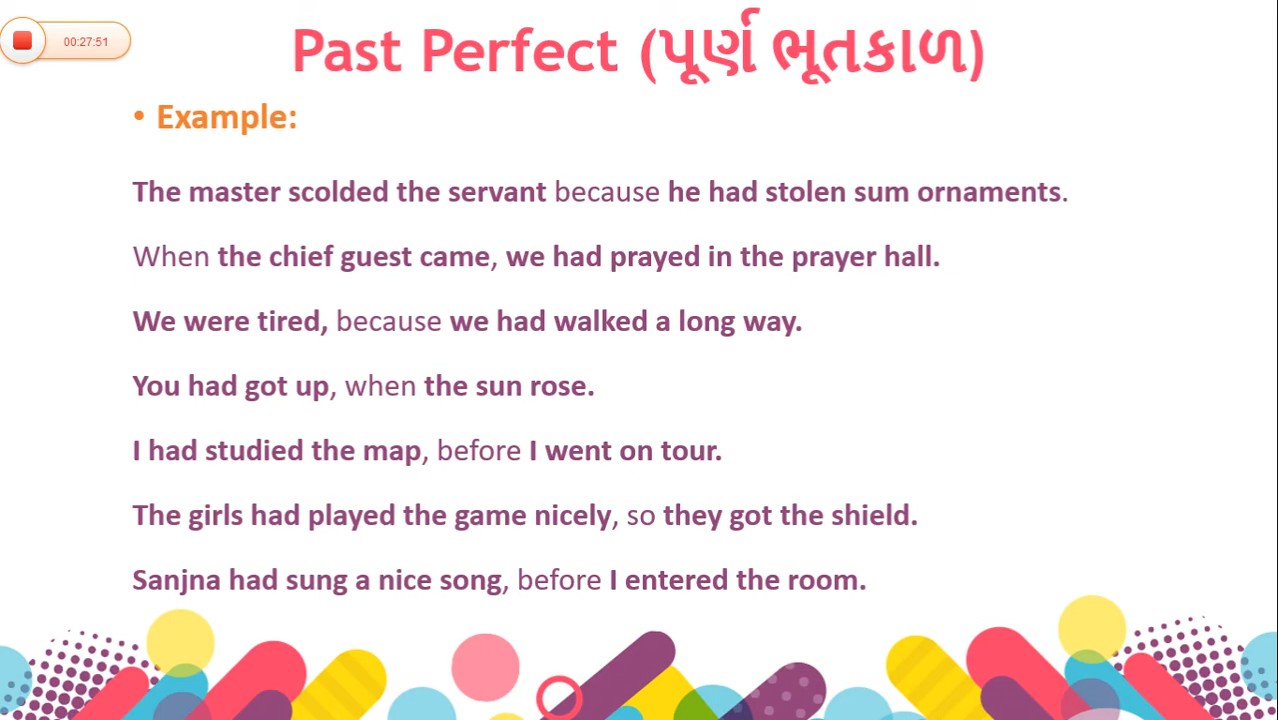 00:27:51
Past Perfect (પૂર્ણ ભૂતકાળ)
• Example:
The master scolded the servant because he had stolen sum ornaments.
When the chief guest came, we had prayed in the prayer hall.
We were tired, because we had walked a long way.
You had got up, when the sun rose.
I had studied the map, before I went on tour.
The girls had played the game nicely, so they got the shield.
Sanjna had sung a nice song, before I entered the room.